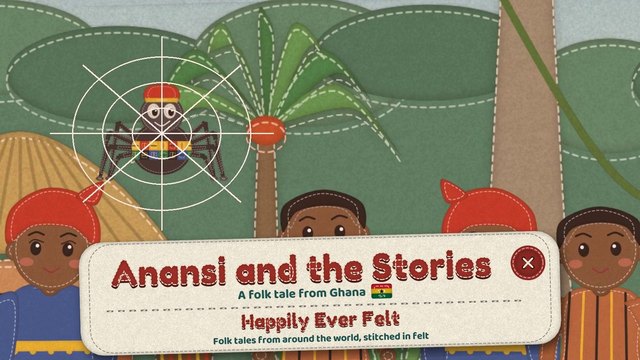 Anansi and the Stories
A folk tale from Ghana
Happily Ever Felt
Folk tales from around the world, stitched in felt